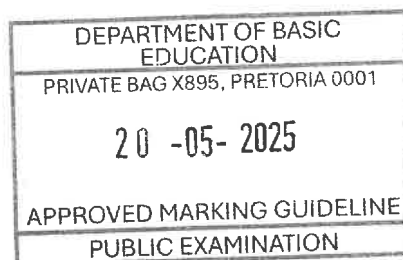 DEPARTMENT OF BASIC
EDUCATION
PRIVATE BAG X895, PRETORIA 0001
20 -05- 2025
APPROVED MARKING GUIDELINE
PUBLIC EXAMINATION